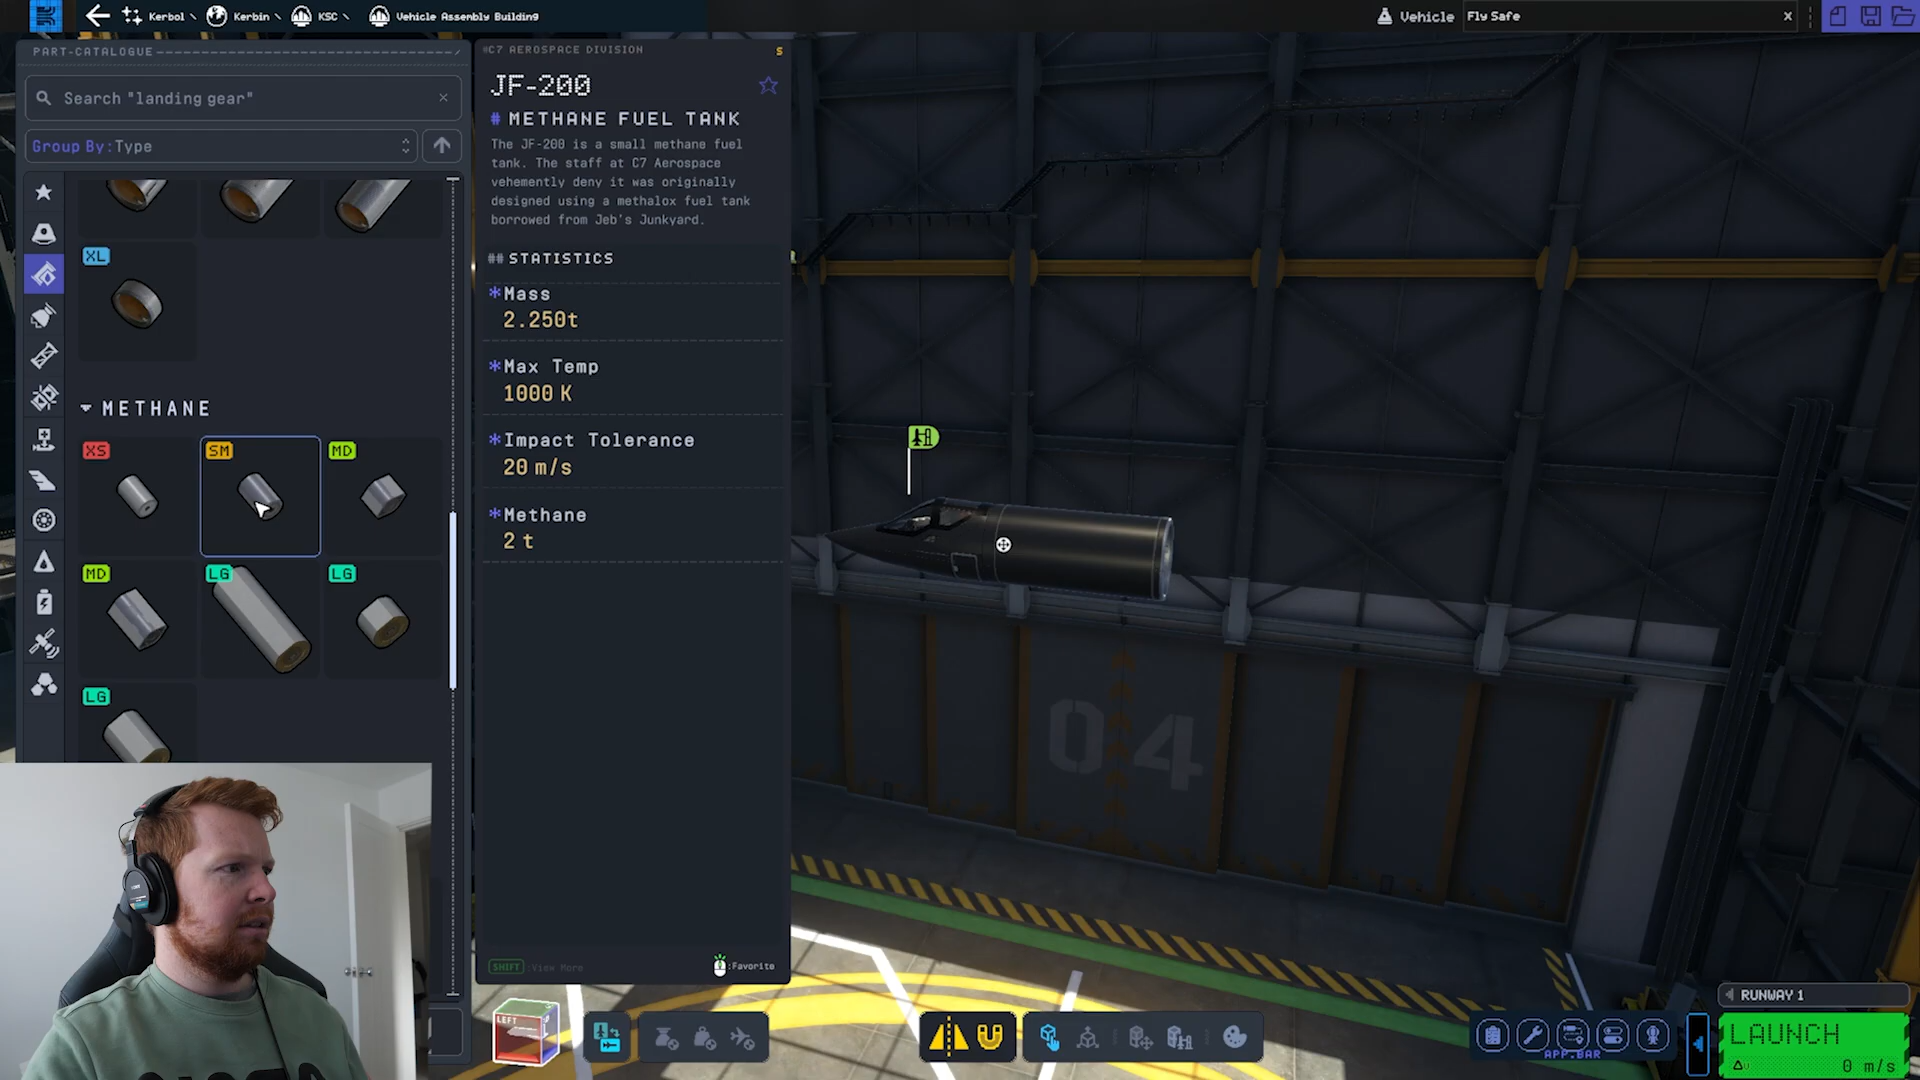 Kerbol
Kerbin
KSC
Vehicle Assembly Building
Vehicle
Fly Safe
PART-CATALOGUE
Search "landing gear"
Group By: Type
XL
METHANE
XS
SM
MD
MD
LG
LG
LG
#C7 AEROSPACE DIVISION
S
JF-200
# METHANE FUEL TANK
The JF-200 is a small methane fuel
tank. The staff at C7 Aerospace
vehemently deny it was originally
designed using a methalox fuel tank
borrowed from Jeb's Junkyard.
## STATISTICS
*Mass
2.250t
*Max Temp
1000 K
*Impact Tolerance
20 m/s
*Methane
2 t
SHIFT :View More
:Favorite
04
LEFT
APP.BAR
RUNWAY 1
LAUNCH
Δv 0 m/s